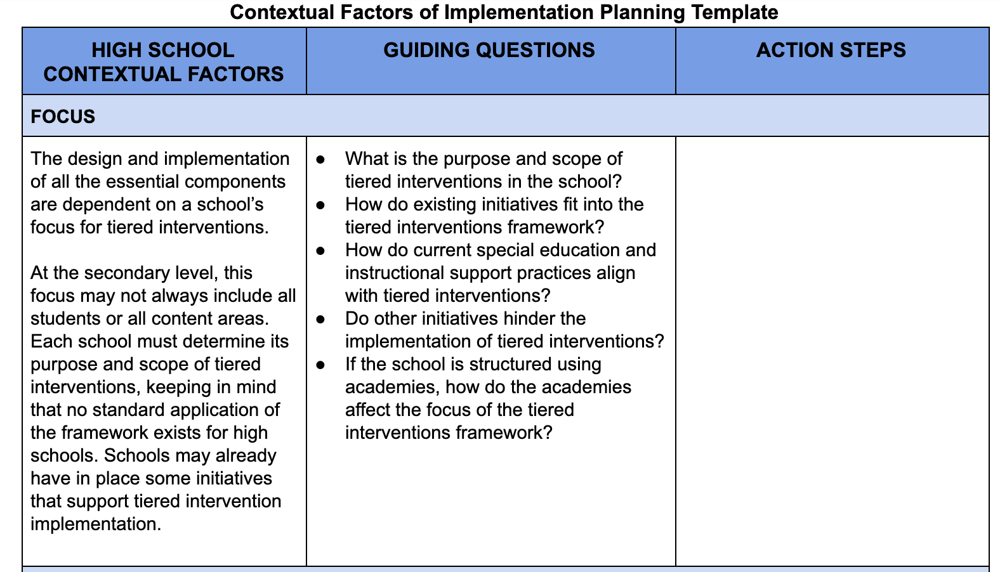 Contextual Factors of Implementation Planning Template
HIGH SCHOOL
CONTEXTUAL FACTORS
GUIDING QUESTIONS
ACTION STEPS
FOCUS
The design and implementation
of all the essential components
are dependent on a school’s
focus for tiered interventions.
At the secondary level, this
focus may not always include all
students or all content areas.
Each school must determine its
purpose and scope of tiered
interventions, keeping in mind
that no standard application of
the framework exists for high
schools. Schools may already
have in place some initiatives
that support tiered intervention
implementation.
● What is the purpose and scope of
tiered interventions in the school?
● How do existing initiatives fit into the
tiered interventions framework?
● How do current special education and
instructional support practices align
with tiered interventions?
● Do other initiatives hinder the
implementation of tiered interventions?
● If the school is structured using
academies, how do the academies
affect the focus of the tiered
interventions framework?